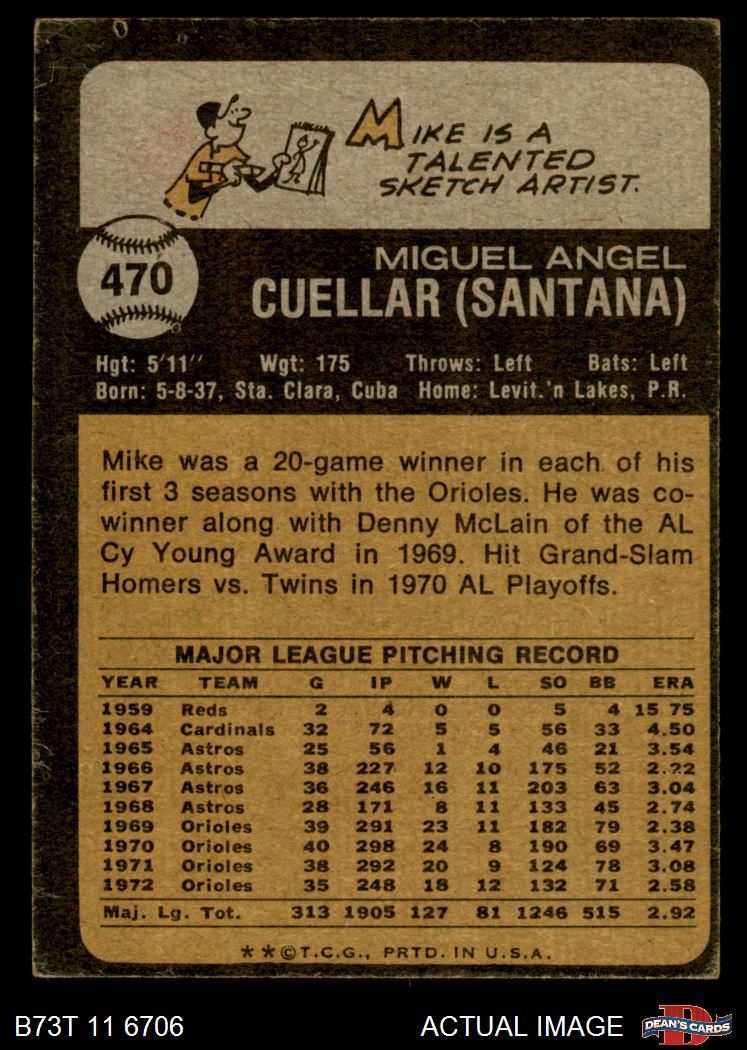 MIKE IS A
TALENTED
SKETCH ARTIST.
470
MIGUEL ANGEL
CUELLAR (SANTANA)
Hgt: 5'11" Wgt: 175 Throws: Left Bats: Left
Born: 5-8-37, Sta. Clara, Cuba Home: Levit.'n Lakes, P.R.
Mike was a 20-game winner in each of his
first 3 seasons with the Orioles. He was co-
winner along with Denny McLain of the AL
Cy Young Award in 1969. Hit Grand-Slam
Homers vs. Twins in 1970 AL Playoffs.
MAJOR LEAGUE PITCHING RECORD
YEAR TEAM G IP W L SO BB ERA
1959 Reds 2 4 0 0 5 4 15 75
1964 Cardinals 32 72 5 5 56 33 4.50
1965 Astros 25 56 1 4 46 21 3.54
1966 Astros 38 227 12 10 175 52 2.22
1967 Astros 36 246 16 11 203 63 3.04
1968 Astros 28 171 8 11 133 45 2.74
1969 Orioles 39 291 23 11 182 79 2.38
1970 Orioles 40 298 24 8 190 69 3.47
1971 Orioles 38 292 20 9 124 78 3.08
1972 Orioles 35 248 18 12 132 71 2.58
Maj. Lg. Tot. 313 1905 127 81 1246 515 2.92
**©T.C.G., PRTD. IN U.S.A.
B73T 11 6706 ACTUAL IMAGE DEAN'S CARDS